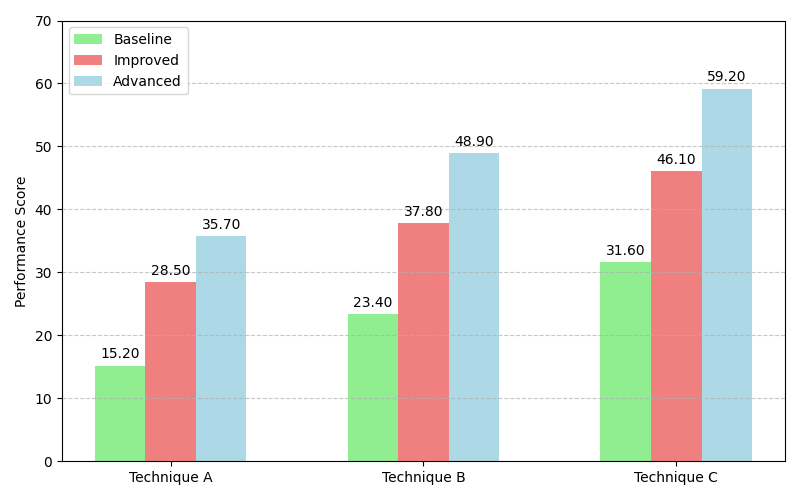 Baseline
Improved
Advanced
Performance Score
70
60
50
40
30
20
10
0
15.20
28.50
35.70
23.40
37.80
48.90
31.60
46.10
59.20
Technique A
Technique B
Technique C